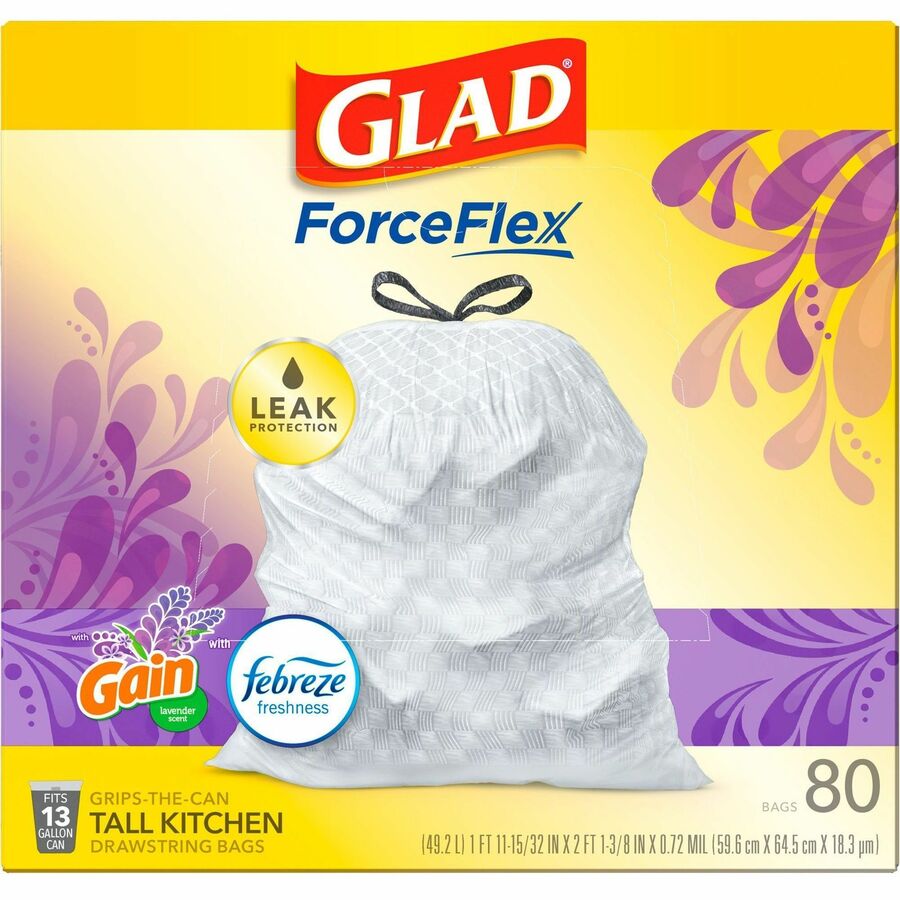 GLAD®
ForceFlex
LEAK
PROTECTION
with
Gain
lavender
scent
with
febreze
freshness
FITS
13
GALLON
CAN
GRIPS-THE-CAN
TALL KITCHEN
DRAWSTRING BAGS
BAGS 80
(49.2 L) 1 FT 11-15/32 IN X 2 FT 1-3/8 IN X 0.72 MIL (59.6 cm X 64.5 cm X 18.3 µm)